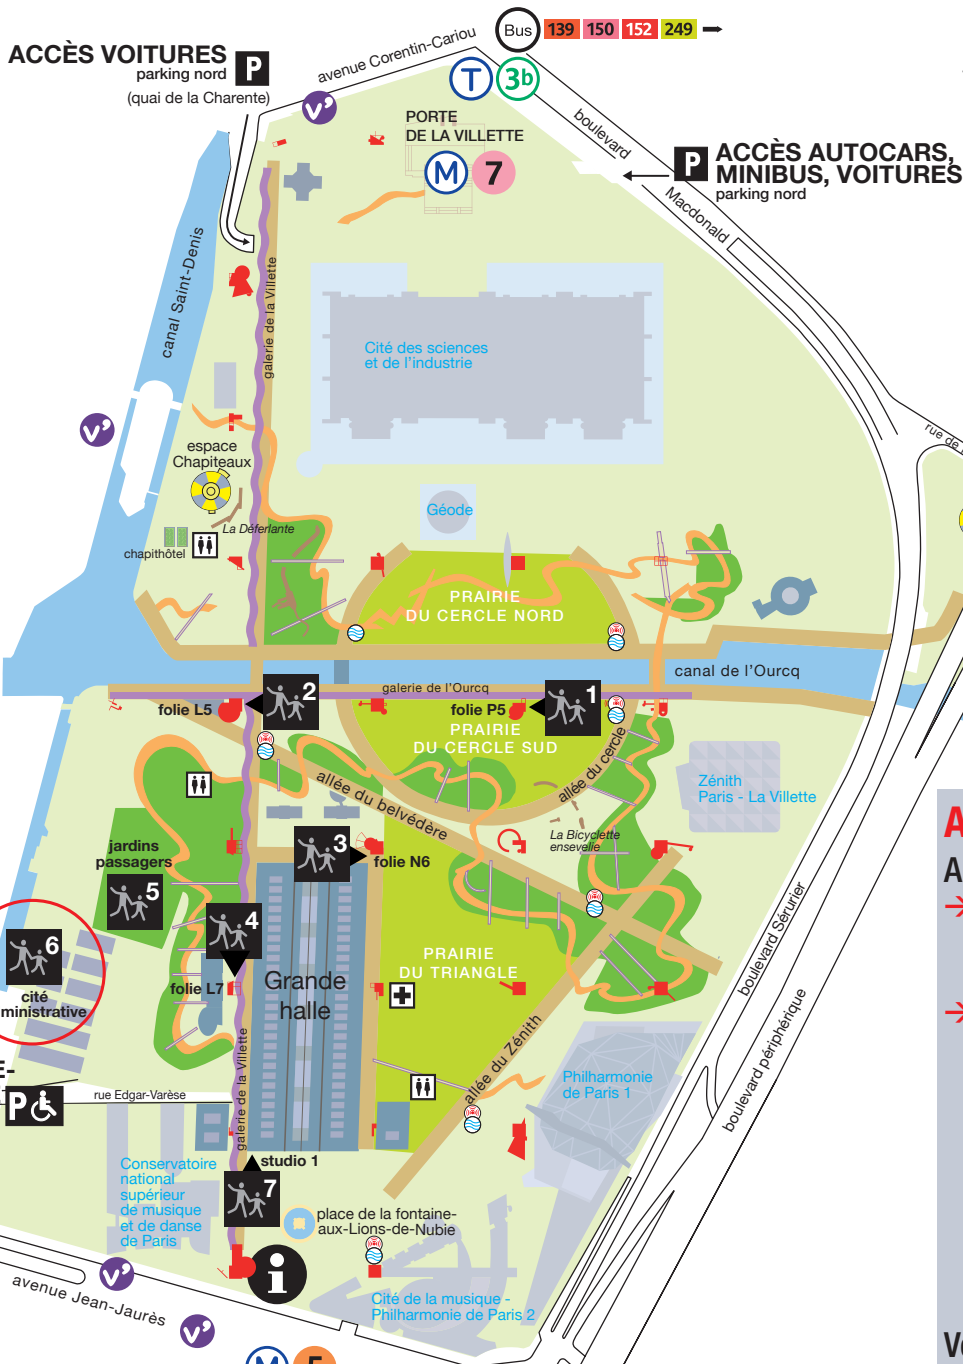 Bus 139 150 152 249
avenue Corentin-Cariou
ACCÈS VOITURES
parking nord
P
(quai de la Charente)
v'
T
3b
PORTE
DE LA VILLETTE
M 7
boulevard
Macdonald
P
ACCÈS AUTOCARS,
MINIBUS, VOITURES
parking nord
canal Saint-Denis
galerie de la Villette
Cité des sciences
et de l'industrie
v'
rue de
espace
Chapiteaux
Géode
La Déferlante
chapithôtel
PRAIRIE
DU CERCLE NORD
canal de l'Ourcq
galerie de l'Ourcq
folie L5
2
folie P5
1
PRAIRIE
DU CERCLE SUD
allée du cercle
allée du belvédère
Zénith
Paris - La Villette
La Bicyclette
ensevelie
jardins
passagers
5
3
folie N6
4
6
cité
ministrative
folie L7
Grande
halle
PRAIRIE
DU TRIANGLE
A
A
boulevard Sérurier
boulevard périphérique
allée du Zénith
E-
P
rue Edgar-Varèse
galerie de la Villette
Philharmonie
de Paris 1
Conservatoire
national
supérieur
de musique
et de danse
de Paris
studio 1
7
place de la fontaine-
aux-Lions-de-Nubie
i
Cité de la musique -
Philharmonie de Paris 2
v'
avenue Jean-Jaurès
v'
M 5